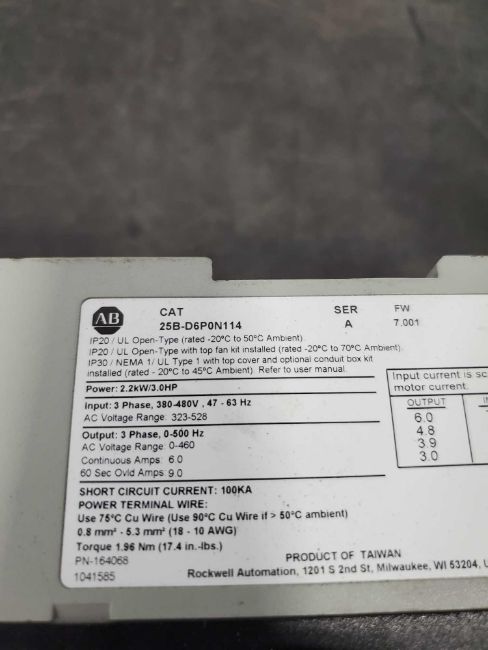 AB
CAT
25B-D6P0N114
SER
A
FW
7.001
IP20 / UL Open-Type (rated -20°C to 50°C Ambient).
IP20 / UL Open-Type with top fan kit installed (rated -20°C to 70°C Ambient).
IP30 / NEMA 1/ UL Type 1 with top cover and optional conduit box kit
installed (rated - 20°C to 45°C Ambient). Refer to user manual.
Power: 2.2kW/3.0HP
Input: 3 Phase, 380-480V , 47 - 63 Hz
AC Voltage Range: 323-528
Output: 3 Phase, 0-500 Hz
AC Voltage Range: 0-460
Continuous Amps: 6.0
60 Sec Ovld Amps: 9.0
Input current is
motor current.
OUTPUT
6.0
4.8
3.9
3.0
SHORT CIRCUIT CURRENT: 100KA
POWER TERMINAL WIRE:
Use 75°C Cu Wire (Use 90°C Cu Wire if > 50°C ambient)
0.8 mm² - 5.3 mm² (18 - 10 AWG)
Torque 1.96 Nm (17.4 in.-lbs.)
PN-164068
1041585
PRODUCT OF TAIWAN
Rockwell Automation, 1201 S 2nd St, Milwaukee, WI 53204,